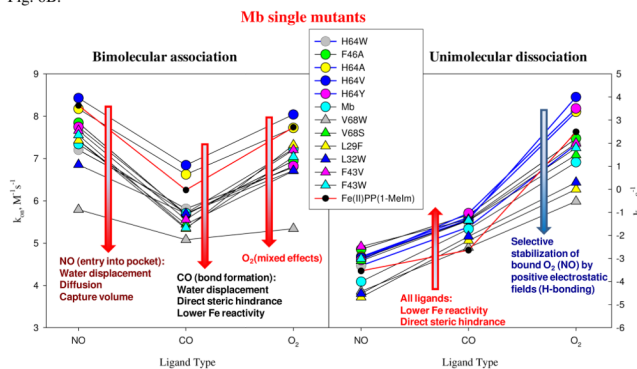 Fig. 6B.
Mb single mutants
Bimolecular association
Unimolecular dissociation
H64W
F46A
H64A
H64V
H64Y
Mb
V68W
V68S
L29F
L32W
F43V
F43W
Fe(II)PP(1-MeIm)
9
8
7
6
5
4
3
k_on, M⁻¹s⁻¹
NO (entry into pocket):
Water displacement
Diffusion
Capture volume
CO (bond formation):
Water displacement
Direct steric hindrance
Lower Fe reactivity
O₂(mixed effects)
NO
CO
O₂
Ligand Type
All ligands:
Lower Fe reactivity
Direct steric hindrance
Selective
stabilization of
bound O₂ (NO) by
positive electrostatic
fields (H-bonding)
5
4
3
2
1
0
-1
-2
-3
-4
-5
-6
NO
CO
O₂
Ligand Type